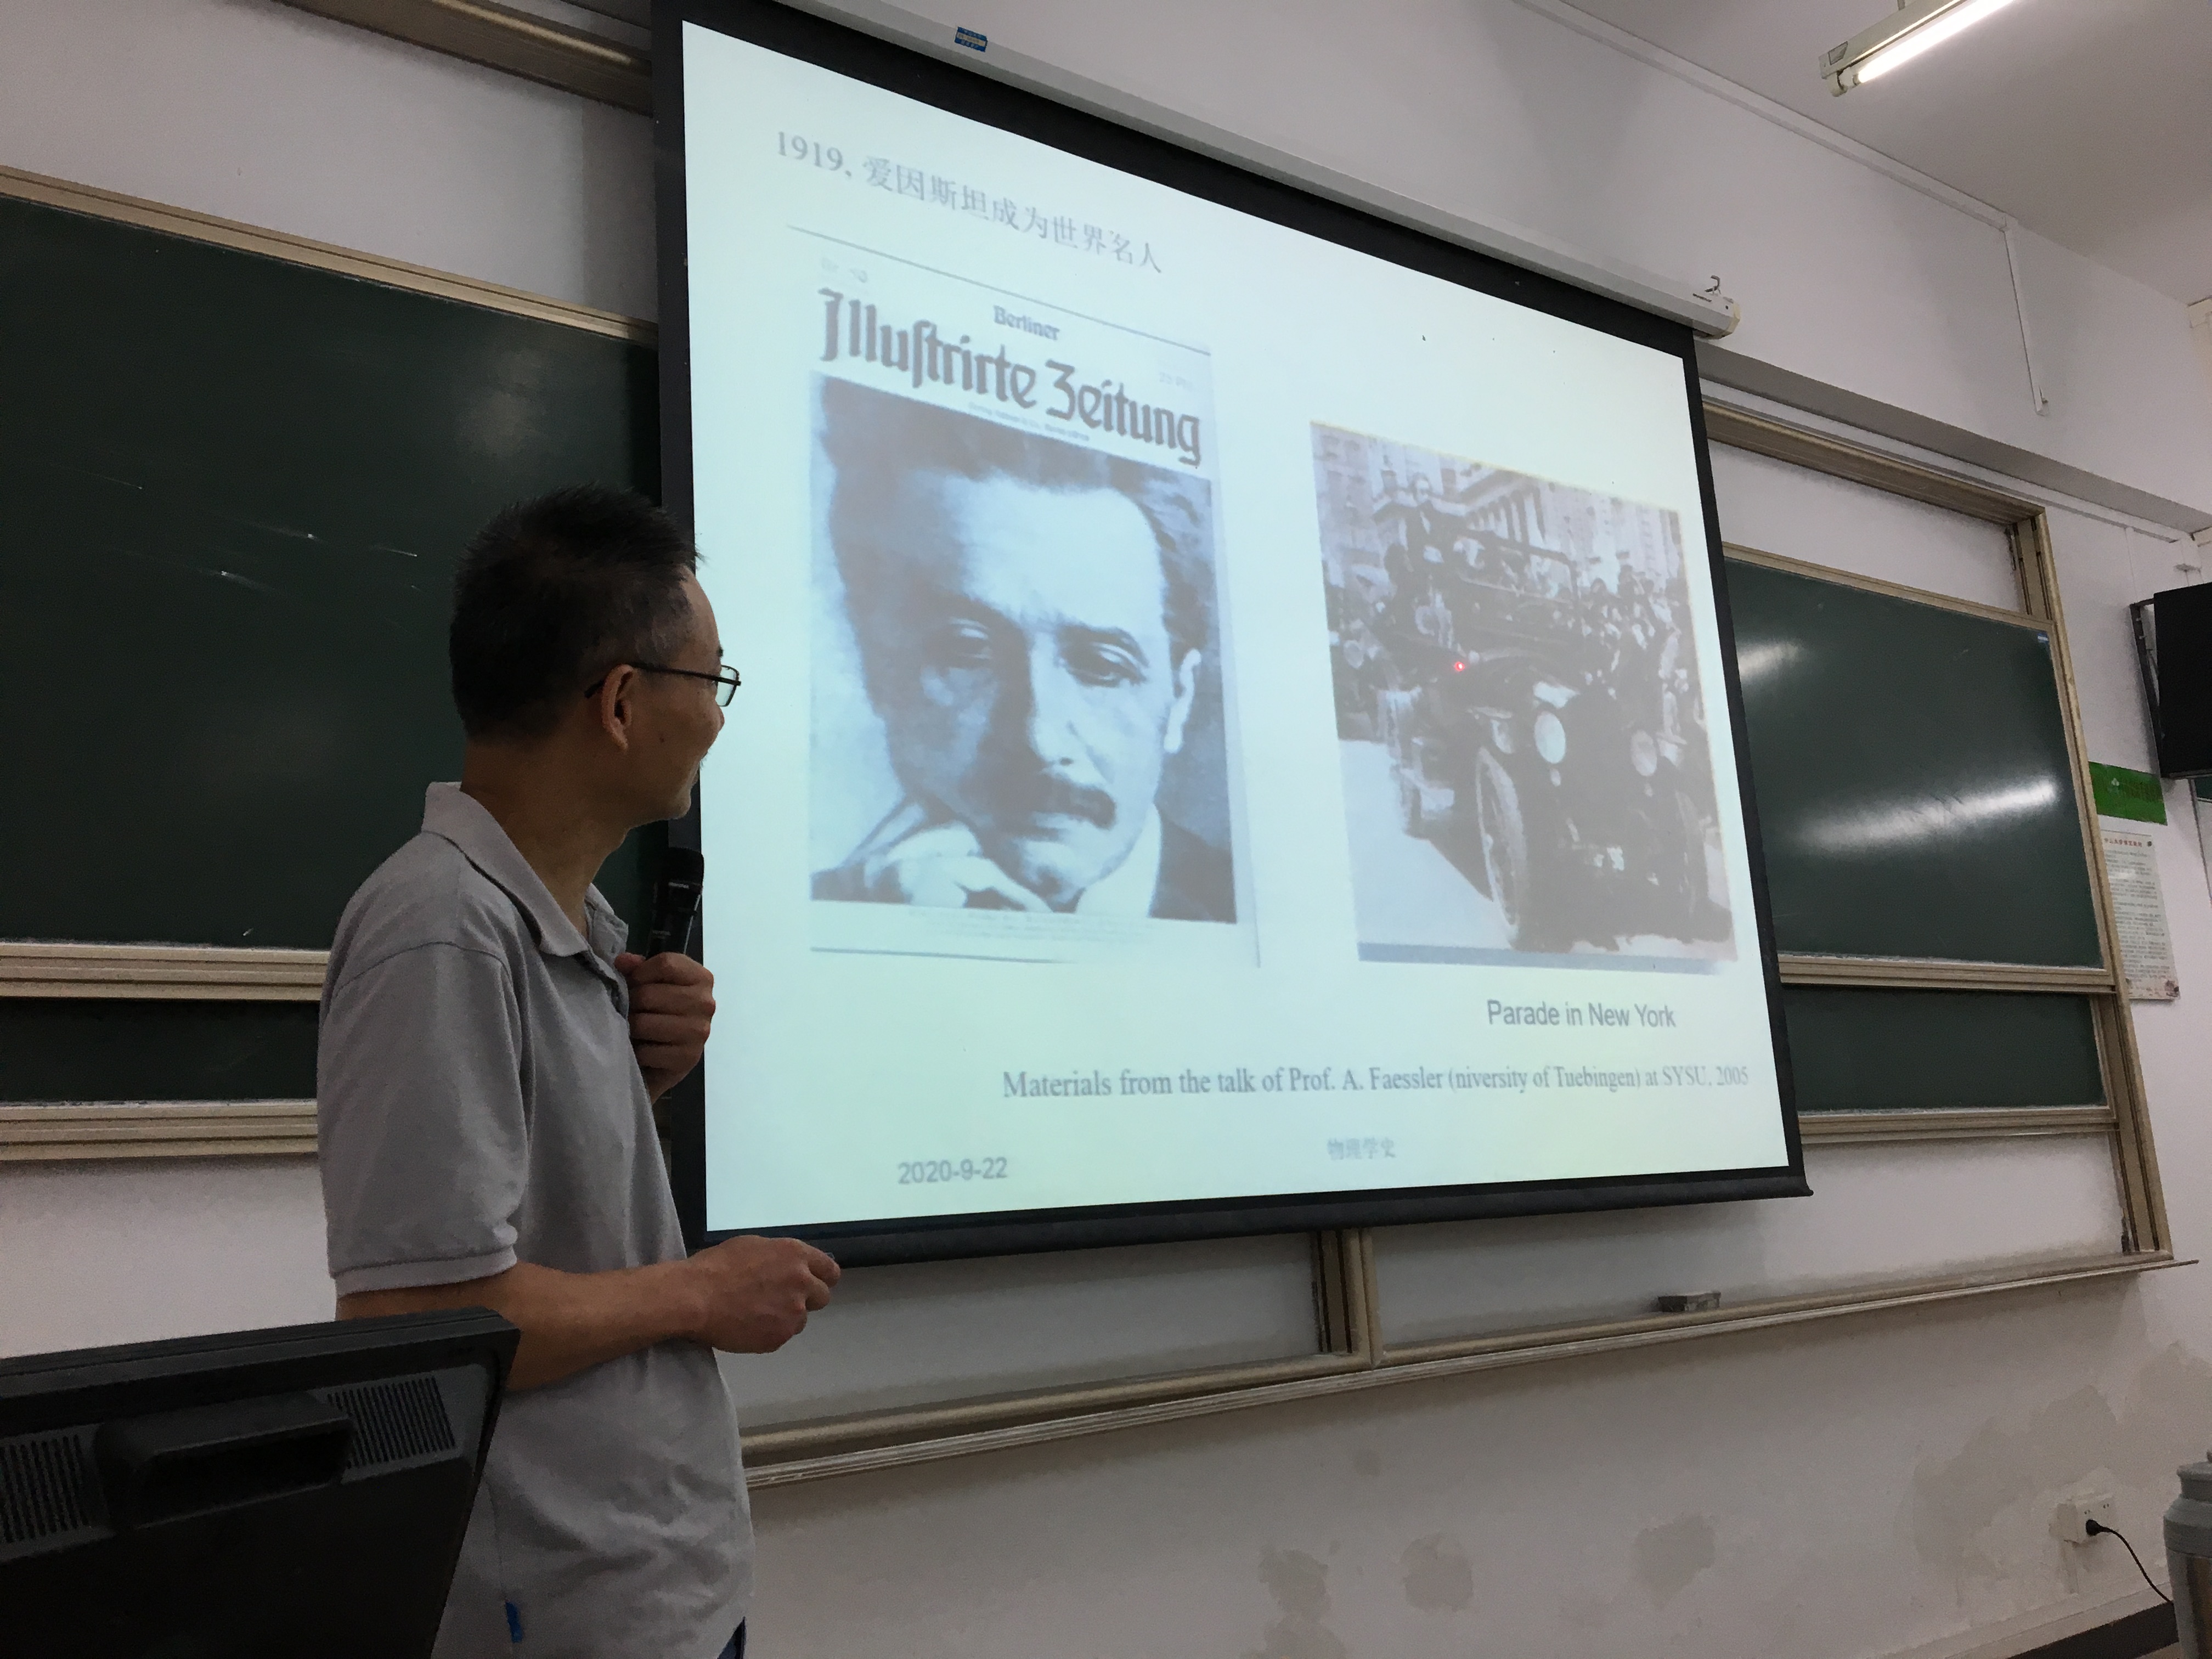 1919, 爱因斯坦成为世界名人
Berliner
Illustrirte Zeitung
Parade in New York
Materials from the talk of Prof. A. Faessler (niversity of Tuebingen) at SYSU, 2005
2020-9-22
物理学史